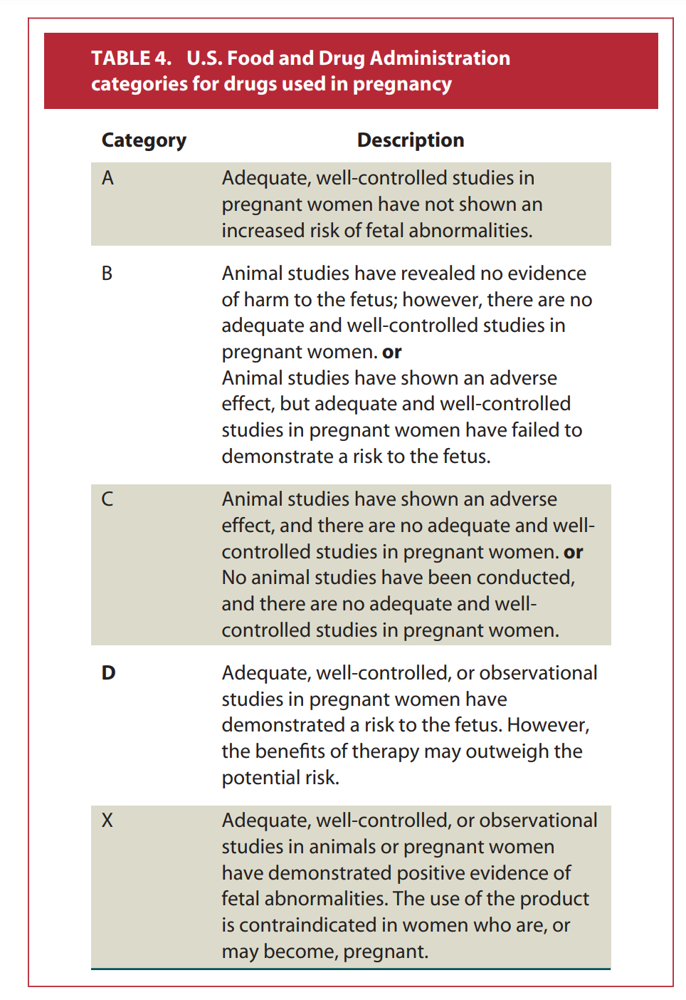 TABLE 4. U.S. Food and Drug Administration
categories for drugs used in pregnancy
Category Description
A Adequate, well-controlled studies in
pregnant women have not shown an
increased risk of fetal abnormalities.
B Animal studies have revealed no evidence
of harm to the fetus; however, there are no
adequate and well-controlled studies in
pregnant women. or
Animal studies have shown an adverse
effect, but adequate and well-controlled
studies in pregnant women have failed to
demonstrate a risk to the fetus.
C Animal studies have shown an adverse
effect, and there are no adequate and well-
controlled studies in pregnant women. or
No animal studies have been conducted,
and there are no adequate and well-
controlled studies in pregnant women.
D Adequate, well-controlled, or observational
studies in pregnant women have
demonstrated a risk to the fetus. However,
the benefits of therapy may outweigh the
potential risk.
X Adequate, well-controlled, or observational
studies in animals or pregnant women
have demonstrated positive evidence of
fetal abnormalities. The use of the product
is contraindicated in women who are, or
may become, pregnant.